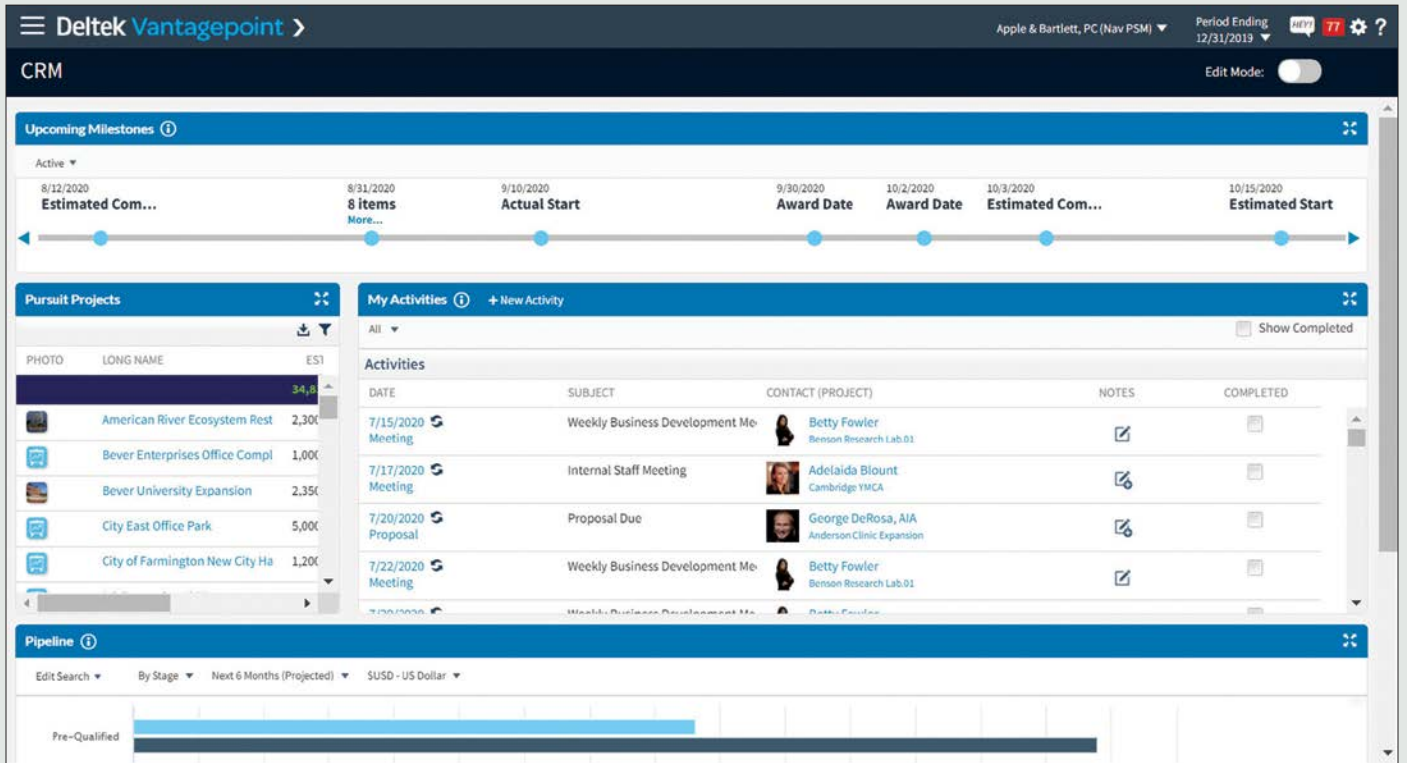 Deltek Vantagepoint
Apple & Bartlett, PC (Nav PSM)
Period Ending
12/31/2019
HEY!
77
?
CRM
Edit Mode:
Upcoming Milestones
Active
8/12/2020
Estimated Com...
8/31/2020
8 items
More...
9/10/2020
Actual Start
9/30/2020
Award Date
10/2/2020
Award Date
10/3/2020
Estimated Com...
10/15/2020
Estimated Start
Pursuit Projects
PHOTO LONG NAME EST
34,8
American River Ecosystem Rest 2,300
Bever Enterprises Office Compl 1,000
Bever University Expansion 2,350
City East Office Park 5,000
City of Farmington New City Ha 1,200
My Activities + New Activity
All Show Completed
Activities
DATE SUBJECT CONTACT (PROJECT) NOTES COMPLETED
7/15/2020 Weekly Business Development Me Betty Fowler
Meeting Benson Research Lab.01
7/17/2020 Internal Staff Meeting Adelaida Blount
Meeting Cambridge YMCA
7/20/2020 Proposal Due George DeRosa, AIA
Proposal Anderson Clinic Expansion
7/22/2020 Weekly Business Development Me Betty Fowler
Meeting Benson Research Lab.01
Weekly Business Development Me Betty Fowler
Pipeline
Edit Search By Stage Next 6 Months (Projected) $USD - US Dollar
Pre-Qualified